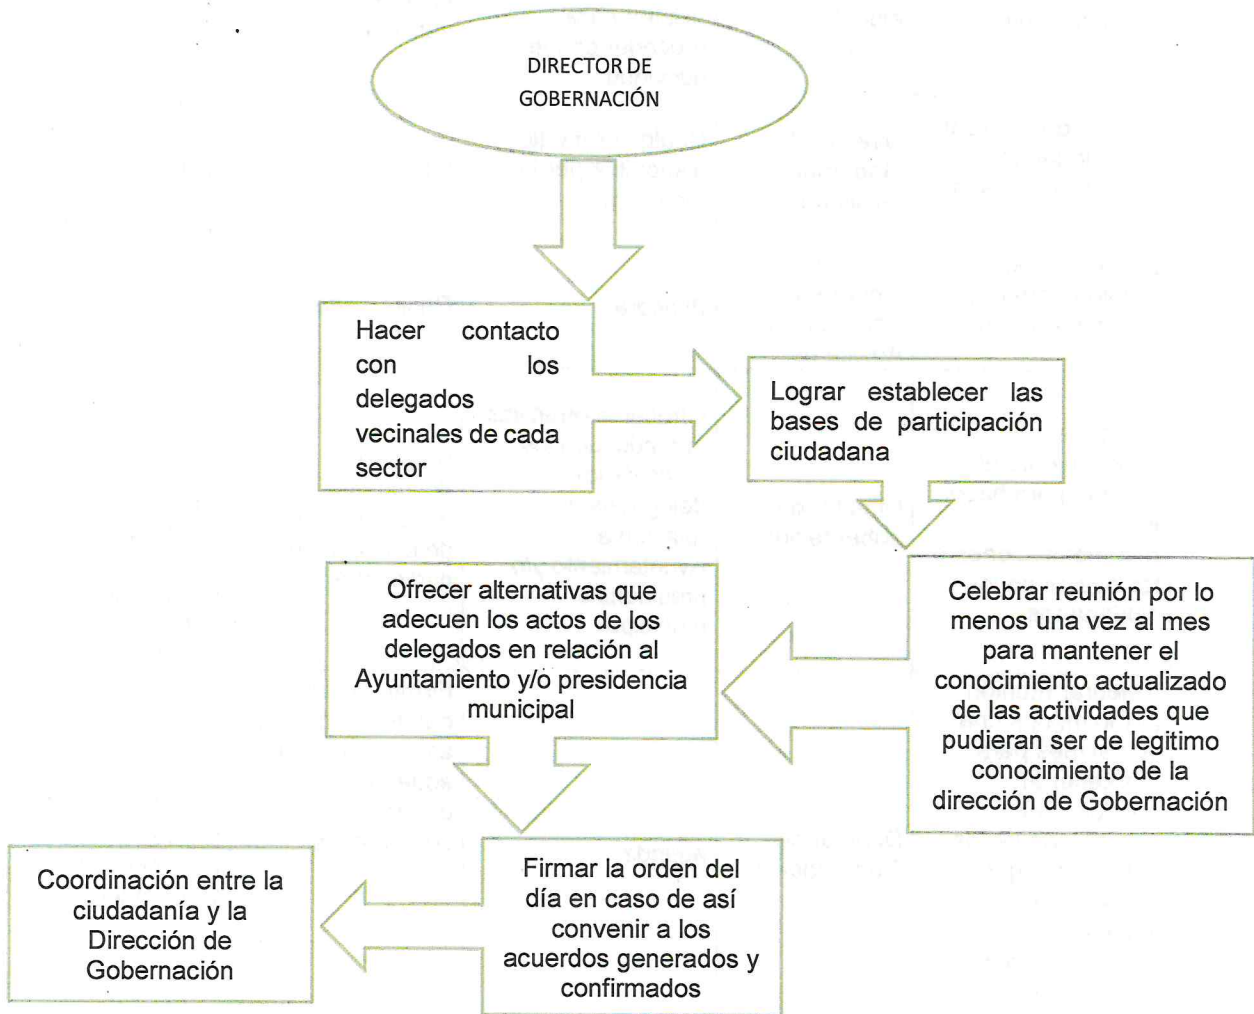 DIRECTOR DE
GOBERNACIÓN
Hacer contacto
con los
delegados
vecinales de cada
sector
Lograr establecer las
bases de participación
ciudadana
Celebrar reunión por lo
menos una vez al mes
para mantener el
conocimiento actualizado
de las actividades que
pudieran ser de legitimo
conocimiento de la
dirección de Gobernación
Ofrecer alternativas que
adecuen los actos de los
delegados en relación al
Ayuntamiento y/o presidencia
municipal
Firmar la orden del
día en caso de así
convenir a los
acuerdos generados y
confirmados
Coordinación entre la
ciudadanía y la
Dirección de
Gobernación